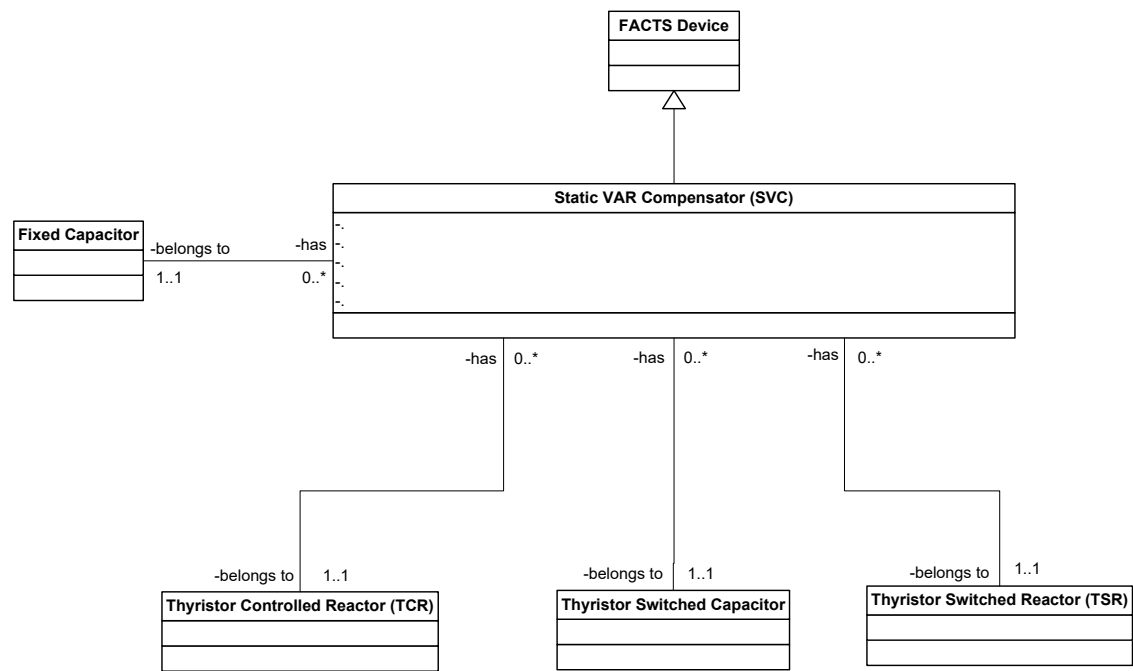 FACTS Device
Static VAR Compensator (SVC)
-.
-.
-.
-.
-.
Fixed Capacitor
-belongs to
-has
1..1
0..*
-has
0..*
-has
0..*
-has
0..*
-belongs to
1..1
-belongs to
1..1
-belongs to
1..1
Thyristor Controlled Reactor (TCR)
Thyristor Switched Capacitor
Thyristor Switched Reactor (TSR)